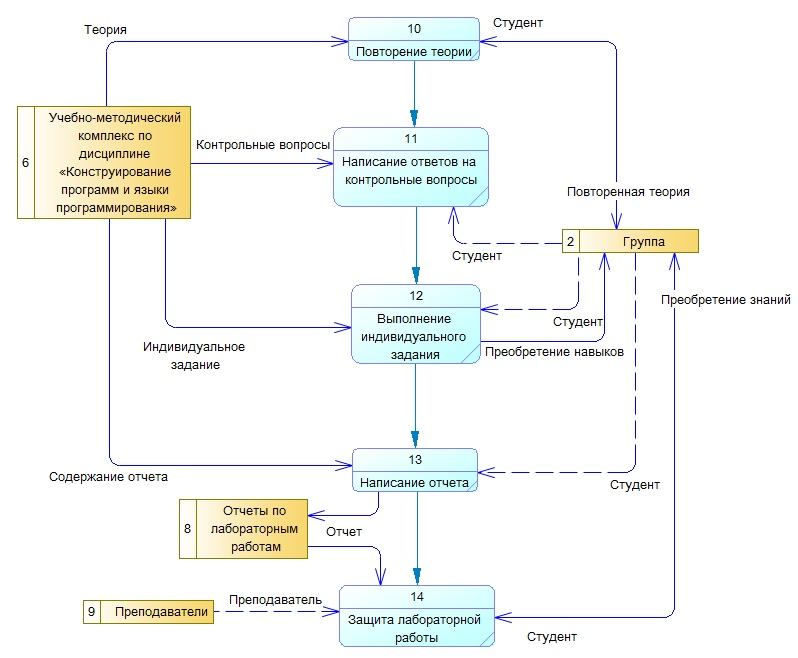 Теория
10
Студент
Повторение теории
Учебно-методический
комплекс по
дисциплине
«Конструирование
программ и языки
программирования»
6
Контрольные вопросы
11
Написание ответов на
контрольные вопросы
Повторенная теория
2
Группа
Студент
12
Выполнение
индивидуального
задания
Преобретение знаний
Студент
Преобретение навыков
Индивидуальное
задание
13
Написание отчета
Содержание отчета
Студент
8
Отчеты по
лабораторным
работам
Отчет
14
Защита лабораторной
работы
9
Преподаватели
Преподаватель
Студент